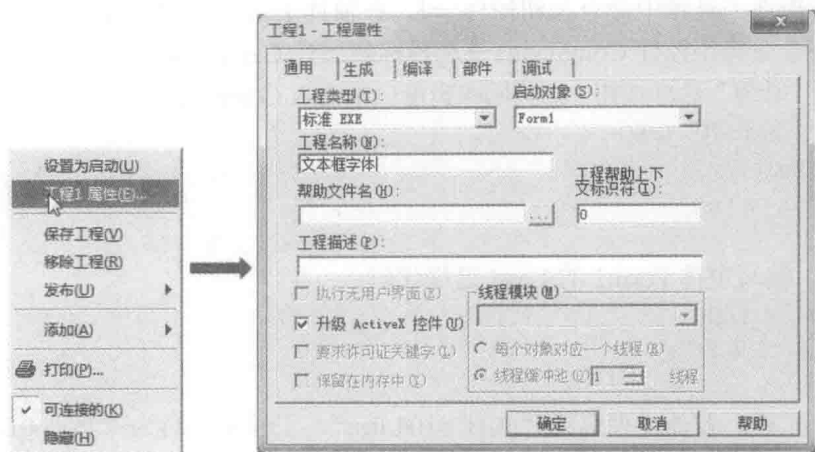 设置为启动(U)
工程1 属性(E)...
保存工程(V)
移除工程(R)
发布(U)
添加(A)
打印(P)...
可连接的(K)
隐藏(H)
工程1 - 工程属性
通用 生成 编译 部件 调试
工程类型(T): 启动对象(S):
标准 EXE Form1
工程名称(N):
文本框字体
帮助文件名(H): 工程帮助上下文标识符(I):
... 0
工程描述(P):
执行无用户界面(E) 线程模块(M)
升级 ActiveX 控件(U)
要求许可证关键字(L) 每个对象对应一个线程(R)
保留在内存中(Y) 线程缓冲池(O) 1 线程
确定 取消 帮助